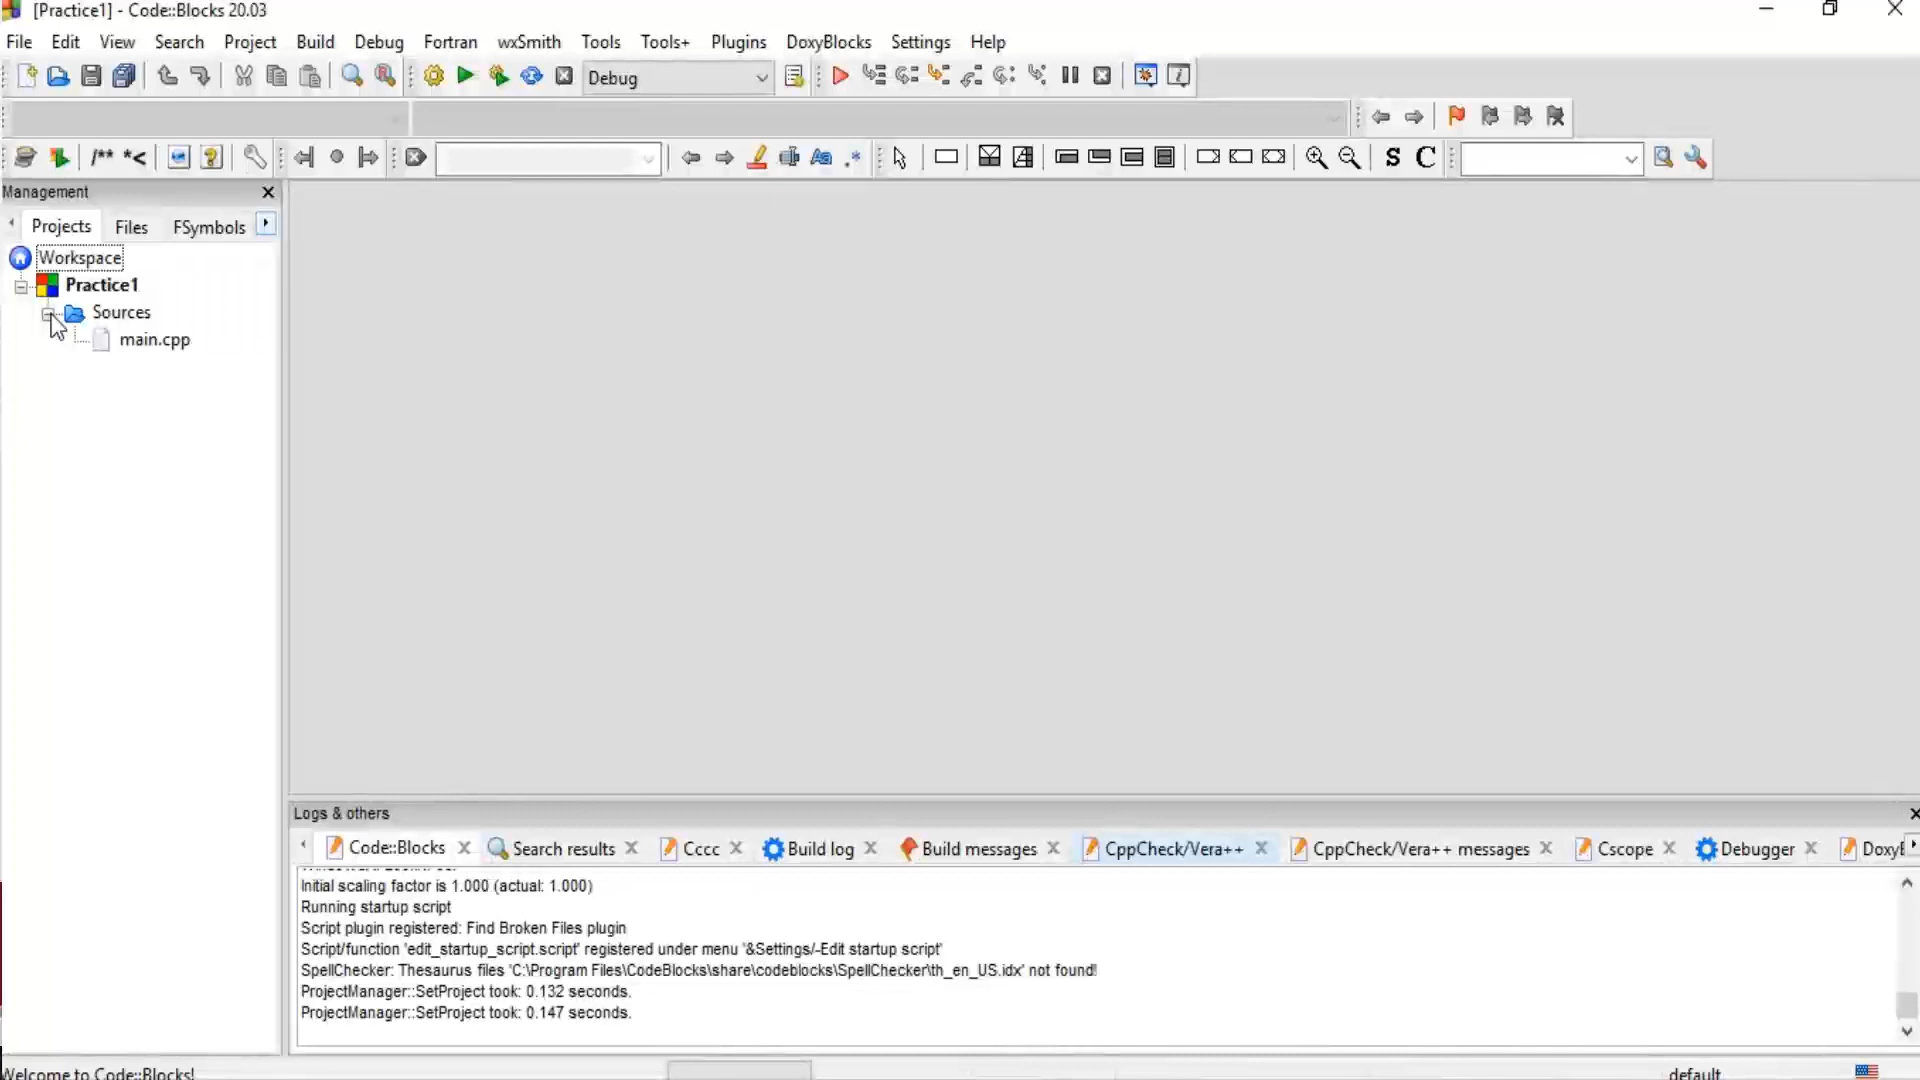 [Practice1] - Code::Blocks 20.03
File Edit View Search Project Build Debug Fortran wxSmith Tools Tools+ Plugins DoxyBlocks Settings Help
Debug
/** *< Aa .* S C
Management
Projects Files FSymbols
Workspace
Practice1
Sources
main.cpp
Logs & others
Code::Blocks Search results Cccc Build log Build messages CppCheck/Vera++ CppCheck/Vera++ messages Cscope Debugger
Initial scaling factor is 1.000 (actual: 1.000)
Running startup script
Script plugin registered: Find Broken Files plugin
Script/function 'edit_startup_script.script' registered under menu '&Settings/-Edit startup script'
SpellChecker: Thesaurus files 'C:\Program Files\CodeBlocks\share\codeblocks\SpellChecker\th_en_US.idx' not found!
ProjectManager::SetProject took: 0.132 seconds.
ProjectManager::SetProject took: 0.147 seconds.
Welcome to Code::Blocks! default